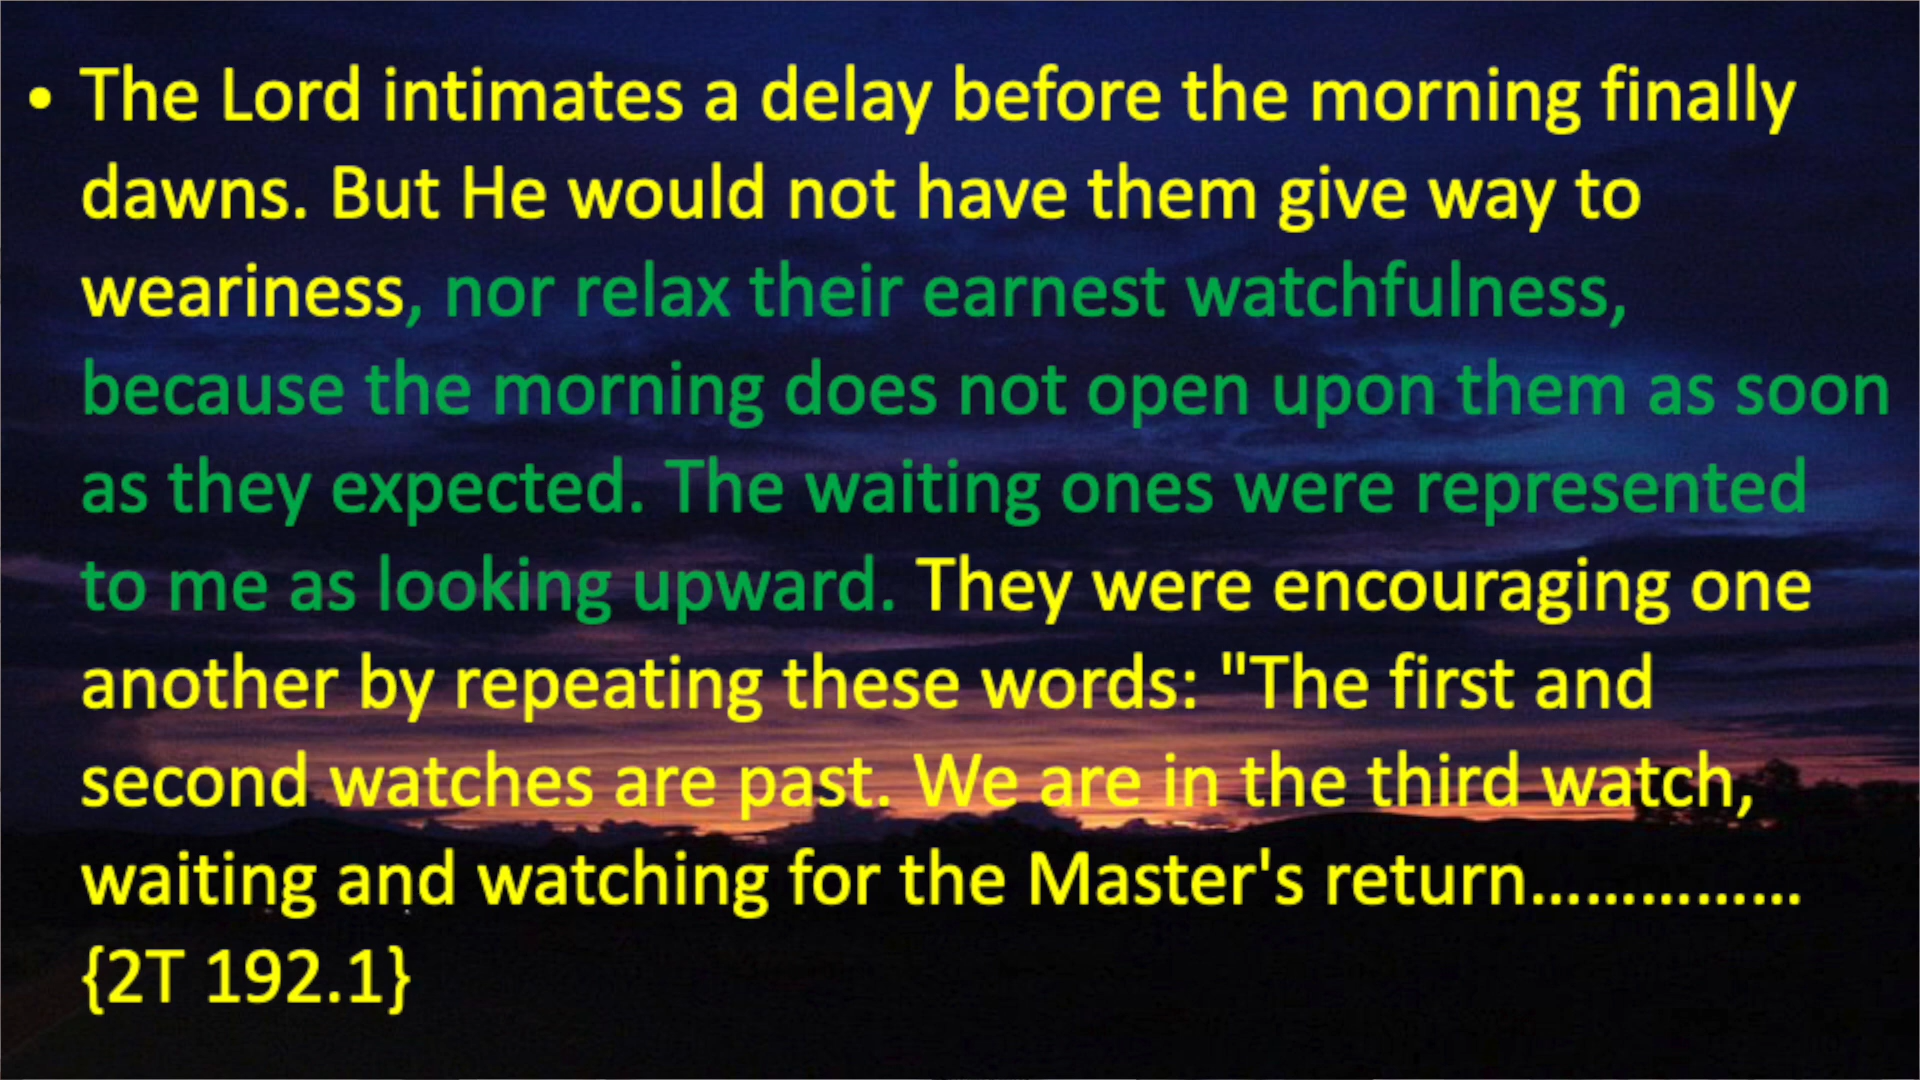 • The Lord intimates a delay before the morning finally
dawns. But He would not have them give way to
weariness, nor relax their earnest watchfulness,
because the morning does not open upon them as soon
as they expected. The waiting ones were represented
to me as looking upward. They were encouraging one
another by repeating these words: "The first and
second watches are past. We are in the third watch,
waiting and watching for the Master's return……………
{2T 192.1}